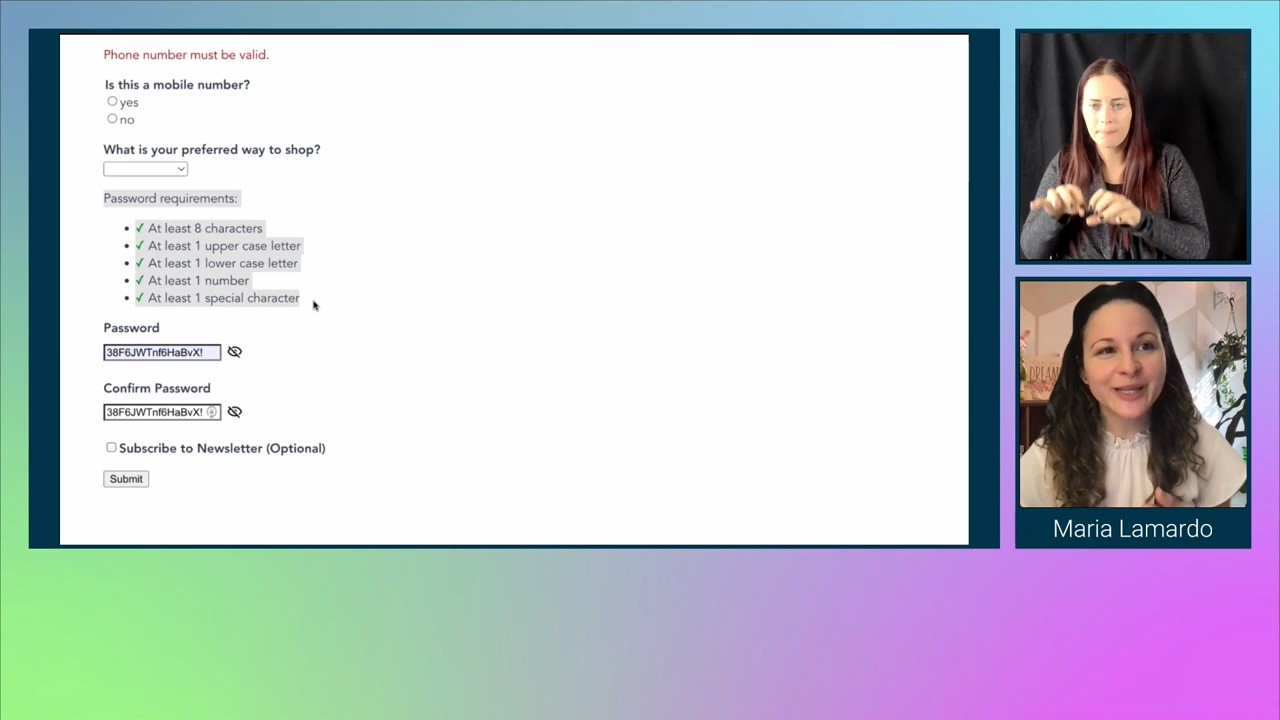 Phone number must be valid.
Is this a mobile number?
yes
no
What is your preferred way to shop?
Password requirements:
✓ At least 8 characters
✓ At least 1 upper case letter
✓ At least 1 lower case letter
✓ At least 1 number
✓ At least 1 special character
Password
38F6JWTnf6HaBvX!
Confirm Password
38F6JWTnf6HaBvX!
Subscribe to Newsletter (Optional)
Submit
DREAM
Maria Lamardo